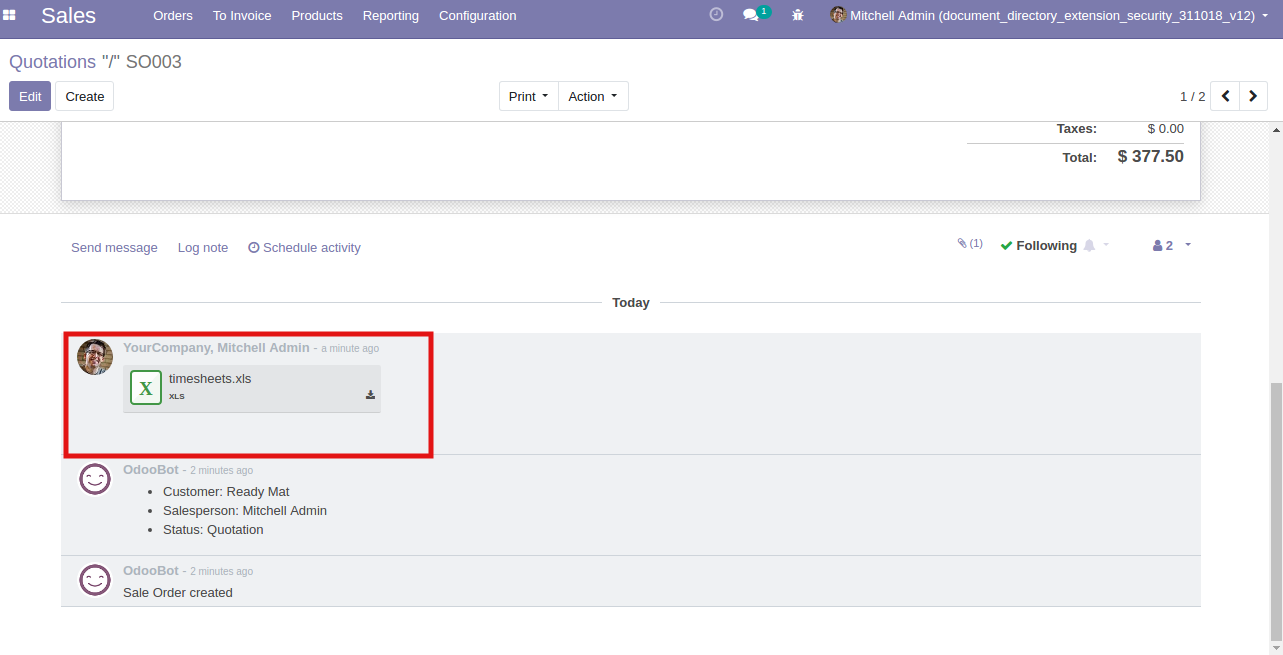 Sales Orders To Invoice Products Reporting Configuration 1 Mitchell Admin (document_directory_extension_security_311018_v12)
Quotations "/" SO003
Edit Create Print Action 1 / 2
Taxes: $ 0.00
Total: $ 377.50
Send message Log note Schedule activity (1) Following 2
Today
YourCompany, Mitchell Admin - a minute ago
X timesheets.xls
XLS
OdooBot - 2 minutes ago
• Customer: Ready Mat
• Salesperson: Mitchell Admin
• Status: Quotation
OdooBot - 2 minutes ago
Sale Order created